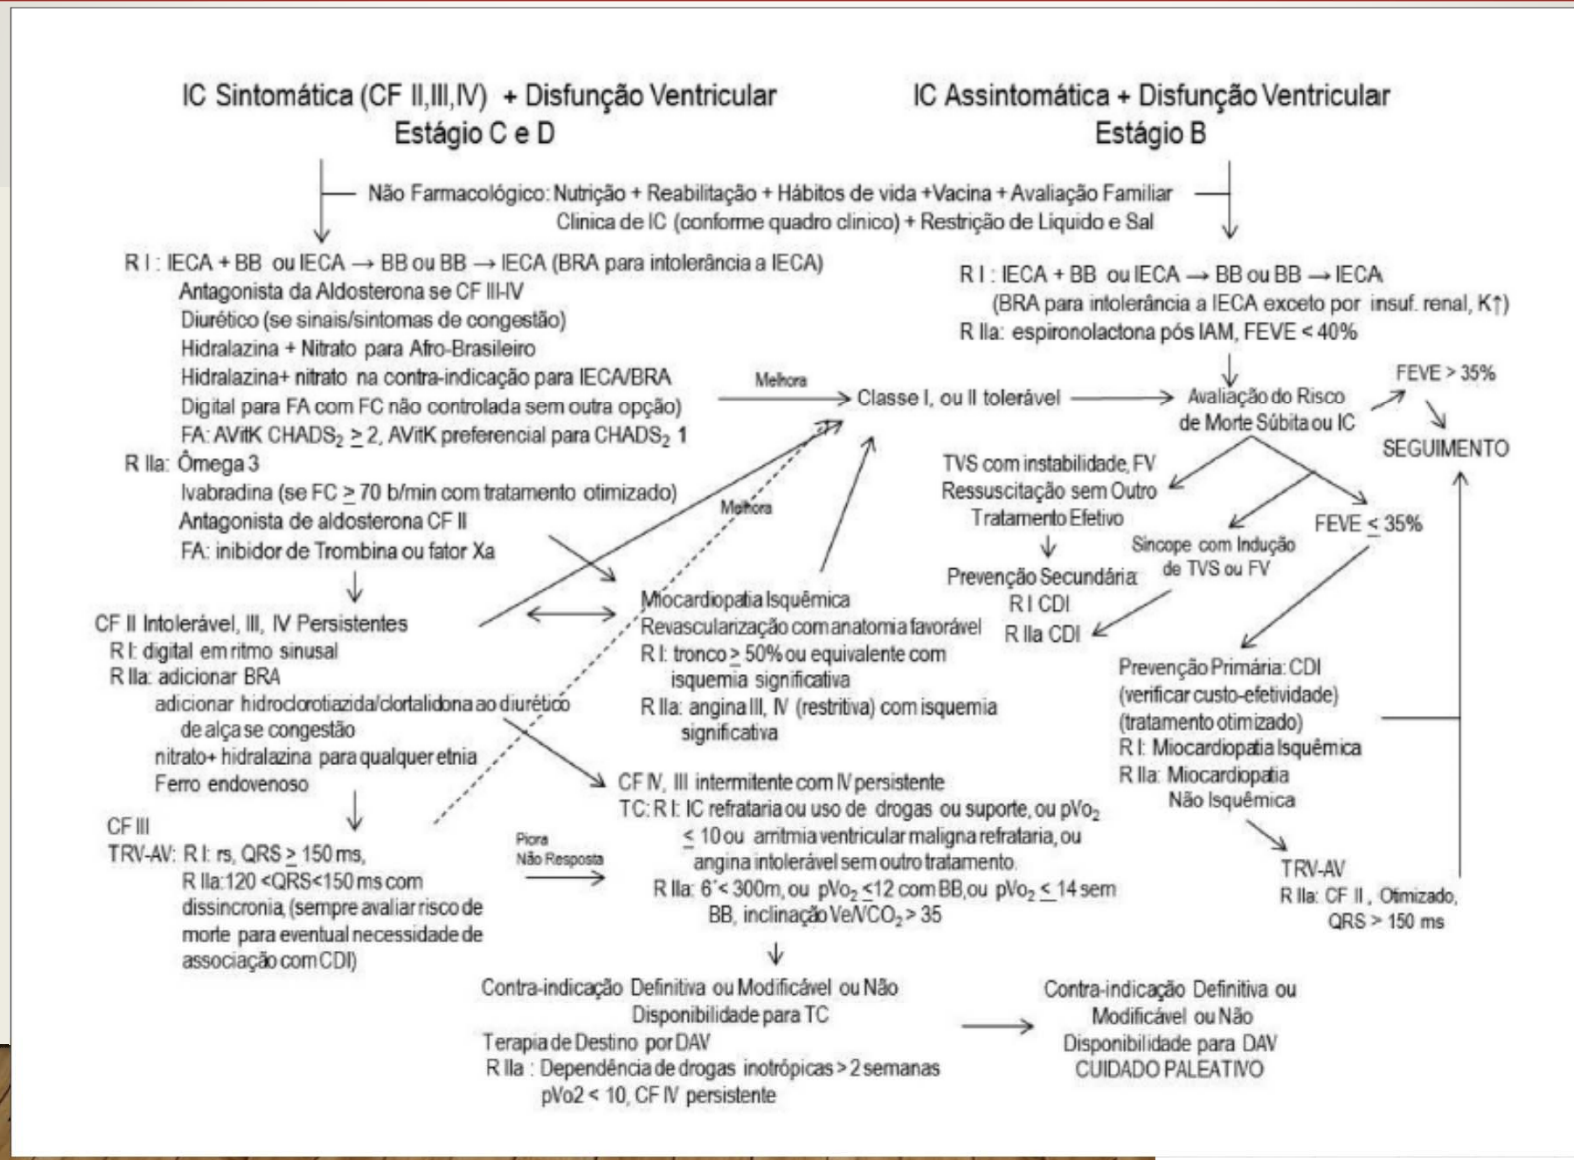 IC Sintomática (CF II,III,IV) + Disfunção Ventricular
Estágio C e D
IC Assintomática + Disfunção Ventricular
Estágio B
Não Farmacológico: Nutrição + Reabilitação + Hábitos de vida +Vacina + Avaliação Familiar
Clinica de IC (conforme quadro clinico) + Restrição de Líquido e Sal
R I : IECA + BB ou IECA → BB ou BB → IECA (BRA para intolerância a IECA)
Antagonista da Aldosterona se CF III-IV
Diurético (se sinais/sintomas de congestão)
Hidralazina + Nitrato para Afro-Brasileiro
Hidralazina+ nitrato na contra-indicação para IECA/BRA
Digital para FA com FC não controlada sem outra opção)
FA: AVitK CHADS₂ ≥ 2, AVitK preferencial para CHADS₂ 1
R IIa: Ômega 3
Ivabradina (se FC ≥ 70 b/min com tratamento otimizado)
Antagonista de aldosterona CF II
FA: inibidor de Trombina ou fator Xa
R I : IECA + BB ou IECA → BB ou BB → IECA
(BRA para intolerância a IECA exceto por insuf. renal, K↑)
R IIa: espironolactona pós IAM, FEVE < 40%
Melhora
Classe I, ou II tolerável
Avaliação do Risco
de Morte Súbita ou IC
FEVE > 35%
SEGUIMENTO
TVS com instabilidade, FV
Ressuscitação sem Outro
Tratamento Efetivo
Prevenção Secundária
R I CDI
R IIa CDI
Síncope com Indução
de TVS ou FV
FEVE ≤ 35%
Melhora
CF II Intolerável, III, IV Persistentes
R I: digital em ritmo sinusal
R IIa: adicionar BRA
adicionar hidroclorotiazida/clortalidona ao diurético
de alça se congestão
nitrato+ hidralazina para qualquer etnia
Ferro endovenoso
Miocardiopatia Isquêmica
Revascularização com anatomia favorável
R I: tronco ≥ 50% ou equivalente com
isquemia significativa
R IIa: angina III, IV (restritiva) com isquemia
significativa
Prevenção Primária: CDI
(verificar custo-efetividade)
(tratamento otimizado)
R I: Miocardiopatia Isquêmica
R IIa: Miocardiopatia
Não Isquêmica
CF III
TRV-AV: R I: rs, QRS ≥ 150 ms,
R IIa:120 <QRS<150 ms com
dissincronia, (sempre avaliar risco de
morte para eventual necessidade de
associação com CDI)
Piora
Não Resposta
CF IV, III intermitente com IV persistente
TC: R I: IC refrataria ou uso de drogas ou suporte, ou pVo₂
≤ 10 ou arritmia ventricular maligna refrataria, ou
angina intolerável sem outro tratamento.
R IIa: 6´< 300m, ou pVo₂ ≤12 com BB,ou pVo₂ ≤ 14 sem
BB, inclinação Ve/VCO₂ > 35
TRV-AV
R IIa: CF II , Otimizado,
QRS > 150 ms
Contra-indicação Definitiva ou Modificável ou Não
Disponibilidade para TC
Terapia de Destino por DAV
R IIa : Dependência de drogas inotrópicas > 2 semanas
pVo2 < 10, CF IV persistente
Contra-indicação Definitiva ou
Modificável ou Não
Disponibilidade para DAV
CUIDADO PALEATIVO